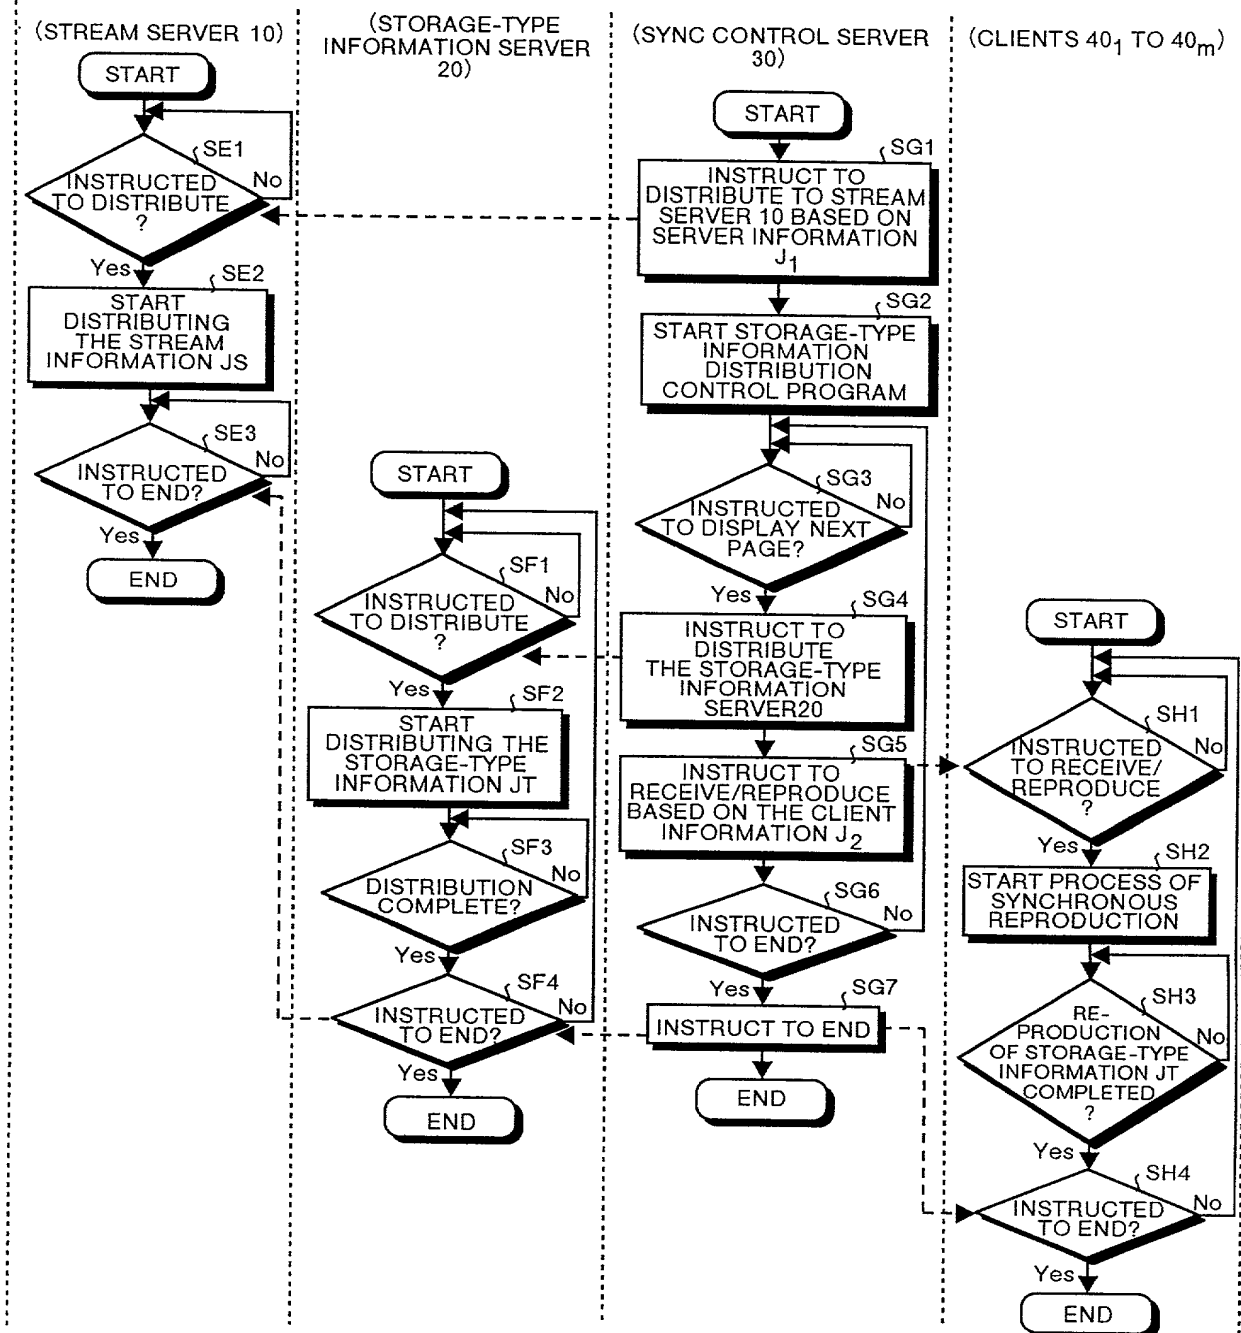 (STREAM SERVER 10)
START
SE1
INSTRUCTED
TO DISTRIBUTE
?
No
Yes
SE2
START
DISTRIBUTING
THE STREAM
INFORMATION JS
SE3
INSTRUCTED
TO END?
No
Yes
END
(STORAGE-TYPE
INFORMATION SERVER
20)
START
SF1
INSTRUCTED
TO DISTRIBUTE
?
No
Yes
SF2
START
DISTRIBUTING THE
STORAGE-TYPE
INFORMATION JT
SF3
DISTRIBUTION
COMPLETE?
No
Yes
SF4
INSTRUCTED
TO END?
No
Yes
END
(SYNC CONTROL SERVER
30)
START
SG1
INSTRUCT TO
DISTRIBUTE TO STREAM
SERVER 10 BASED ON
SERVER INFORMATION
J1
SG2
START STORAGE-TYPE
INFORMATION
DISTRIBUTION
CONTROL PROGRAM
SG3
INSTRUCTED
TO DISPLAY NEXT
PAGE?
No
Yes
SG4
INSTRUCT TO
DISTRIBUTE
THE STORAGE-TYPE
INFORMATION
SERVER20
SG5
INSTRUCT TO
RECEIVE/REPRODUCE
BASED ON THE CLIENT
INFORMATION J2
SG6
INSTRUCTED
TO END?
No
Yes
SG7
INSTRUCT TO END
END
(CLIENTS 401 TO 40m)
START
SH1
INSTRUCTED
TO RECEIVE/
REPRODUCE
?
No
Yes
SH2
START PROCESS OF
SYNCHRONOUS
REPRODUCTION
SH3
RE-
PRODUCTION
OF STORAGE-TYPE
INFORMATION JT
COMPLETED
?
No
Yes
SH4
INSTRUCTED
TO END?
No
Yes
END